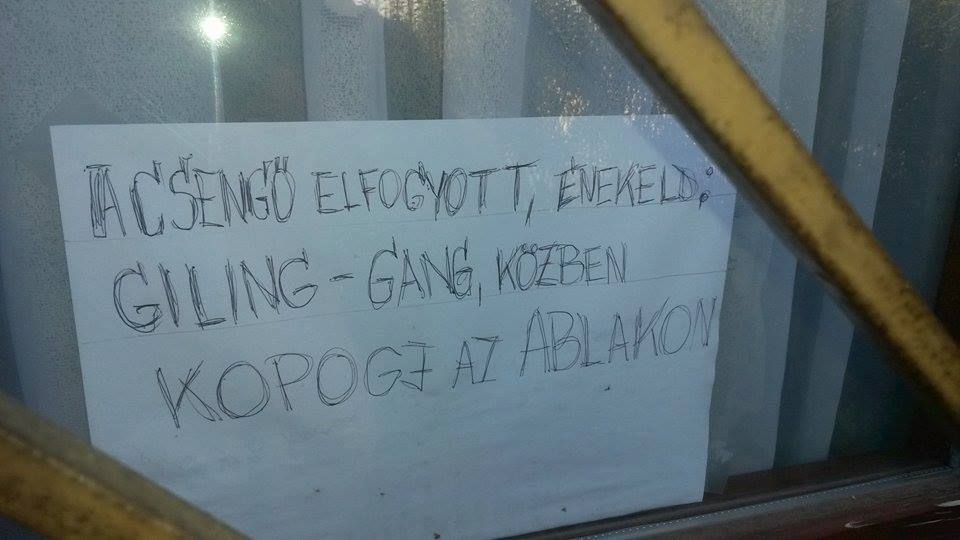 A CSENGŐ ELFOGYOTT, ÉNEKELD;
GILING-GANG, KÖZBEN
KOPOGJ AZ ABLAKON